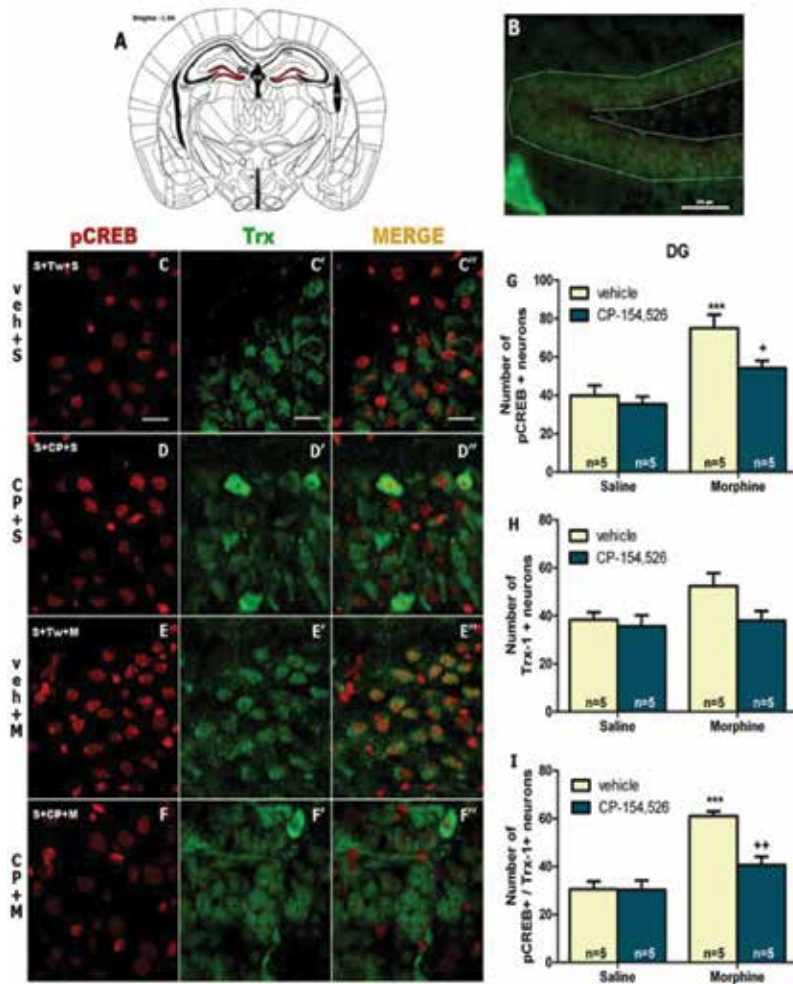 A
B
pCREB
Trx
MERGE
veh+S
S+Tw+S
C
C'
C''
CP+S
S+CP+S
D
D'
D''
veh+M
S+Tw+M
E
E'
E''
CP+M
S+CP+M
F
F'
F''
DG
G
Number of
pCREB + neurons
100
80
60
40
20
0
vehicle
CP-154,526
***
+
n=5
n=5
n=5
n=5
Saline
Morphine
H
Number of
Trx-1 + neurons
80
60
40
20
0
vehicle
CP-154,526
n=5
n=5
n=5
n=5
Saline
Morphine
I
Number of
pCREB+ / Trx-1+ neurons
80
60
40
20
0
vehicle
CP-154,526
***
++
n=5
n=5
n=5
n=5
Saline
Morphine